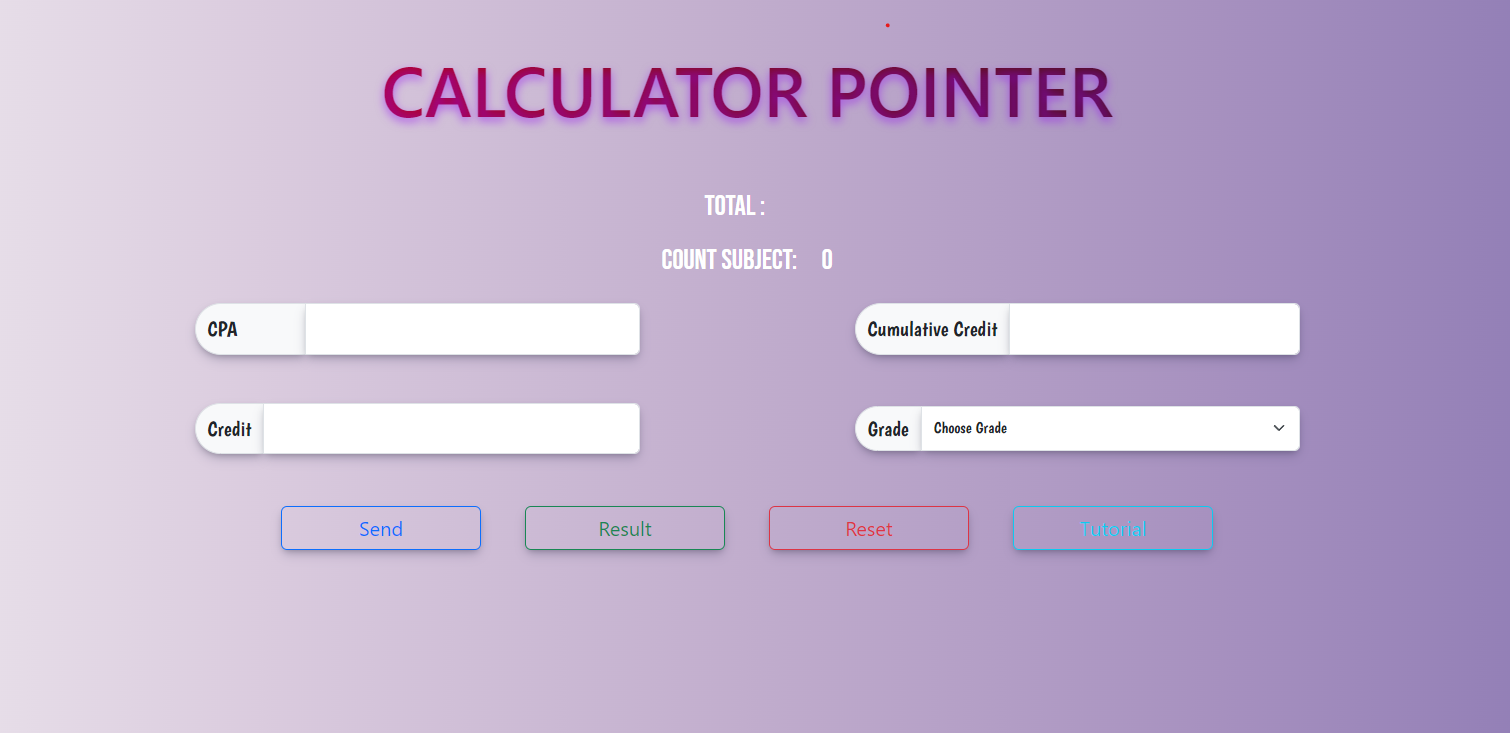 CALCULATOR POINTER
TOTAL :
COUNT SUBJECT: 0
CPA
Cumulative Credit
Credit
Grade Choose Grade
Send Result Reset Tutorial